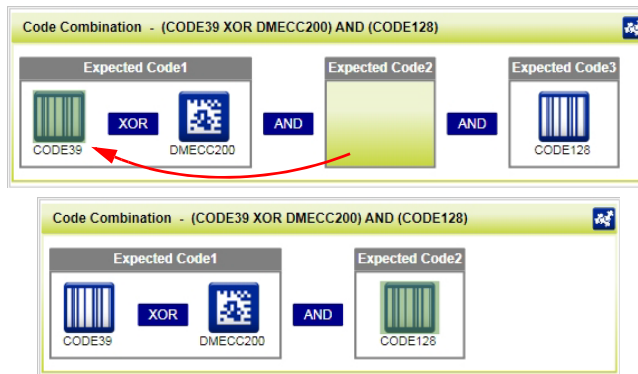 Code Combination - (CODE39 XOR DMECC200) AND (CODE128)
Expected Code1
Expected Code2
Expected Code3
XOR
AND
AND
CODE39
DMECC200
CODE128
Code Combination - (CODE39 XOR DMECC200) AND (CODE128)
Expected Code1
Expected Code2
XOR
AND
CODE39
DMECC200
CODE128